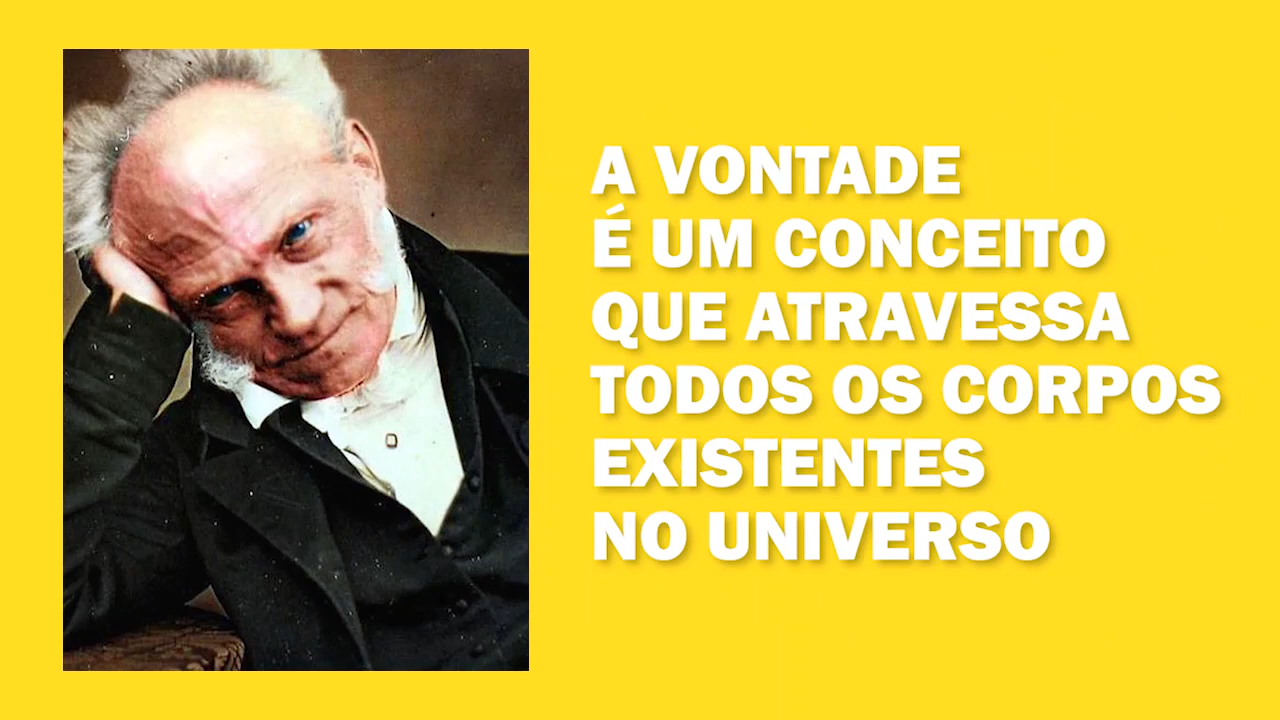 A VONTADE
É UM CONCEITO
QUE ATRAVESSA
TODOS OS CORPOS
EXISTENTES
NO UNIVERSO